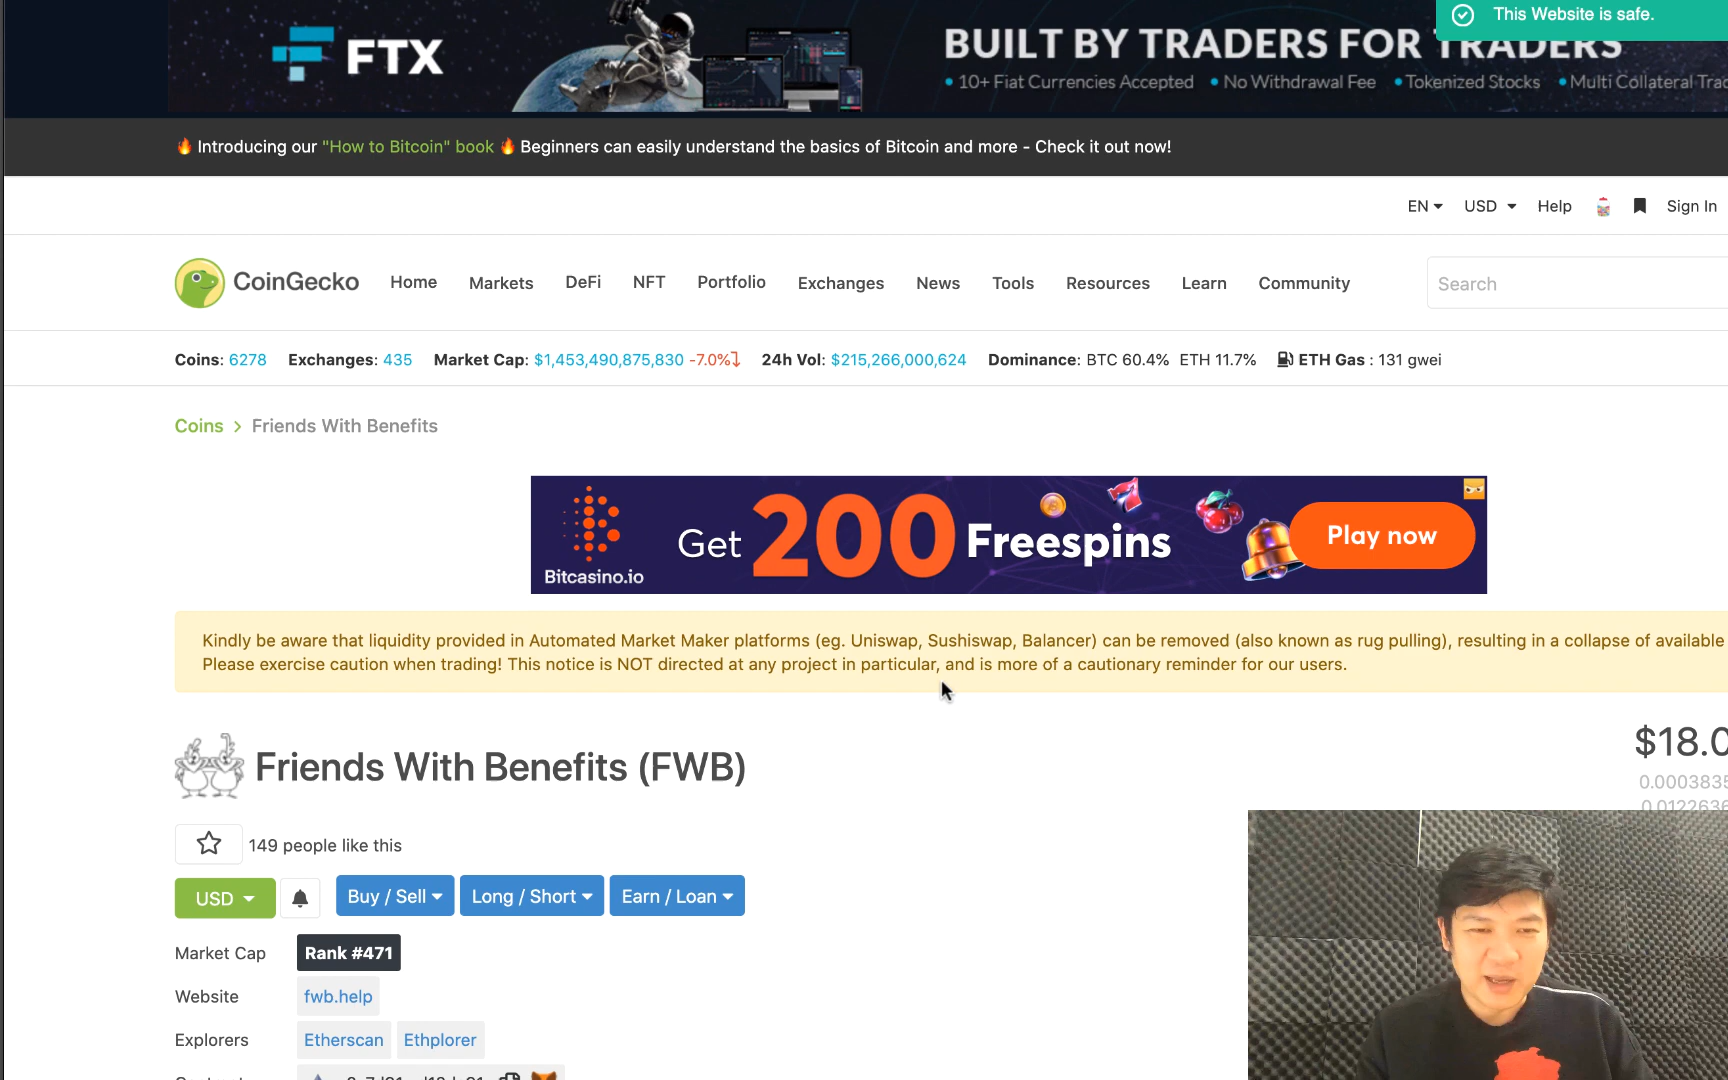 This Website is safe.
FTX
BUILT BY TRADERS FOR TRADERS
• 10+ Fiat Currencies Accepted • No Withdrawal Fee • Tokenized Stocks • Multi Collateral
🔥 Introducing our "How to Bitcoin" book 🔥 Beginners can easily understand the basics of Bitcoin and more - Check it out now!
EN USD Help Sign In
CoinGecko Home Markets DeFi NFT Portfolio Exchanges News Tools Resources Learn Community Search
Coins: 6278 Exchanges: 435 Market Cap: $1,453,490,875,830 -7.0% 24h Vol: $215,266,000,624 Dominance: BTC 60.4% ETH 11.7% ETH Gas : 131 gwei
Coins > Friends With Benefits
Bitcasino.io
Get 200 Freespins
Play now
Kindly be aware that liquidity provided in Automated Market Maker platforms (eg. Uniswap, Sushiswap, Balancer) can be removed (also known as rug pulling), resulting in a collapse of available
Please exercise caution when trading! This notice is NOT directed at any project in particular, and is more of a cautionary reminder for our users.
Friends With Benefits (FWB)
$18.0
0.0003835
149 people like this
USD Buy / Sell Long / Short Earn / Loan
Market Cap Rank #471
Website fwb.help
Explorers Etherscan Ethplorer